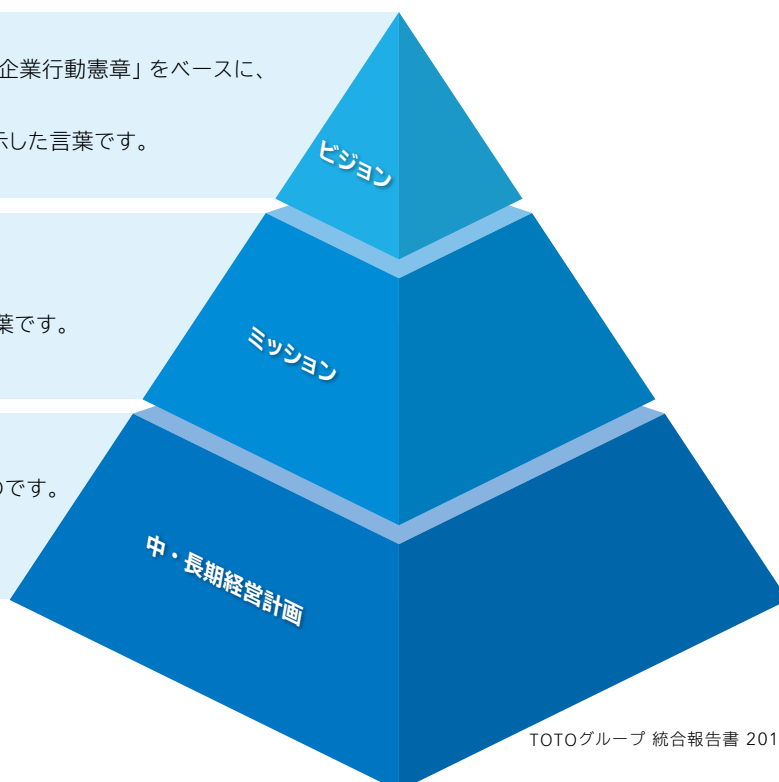 企業行動憲章」をベースに、
示した言葉です。
ビジョン
葉です。
ミッション
のです。
中・長期経営計画
TOTOグループ 統合報告書 201